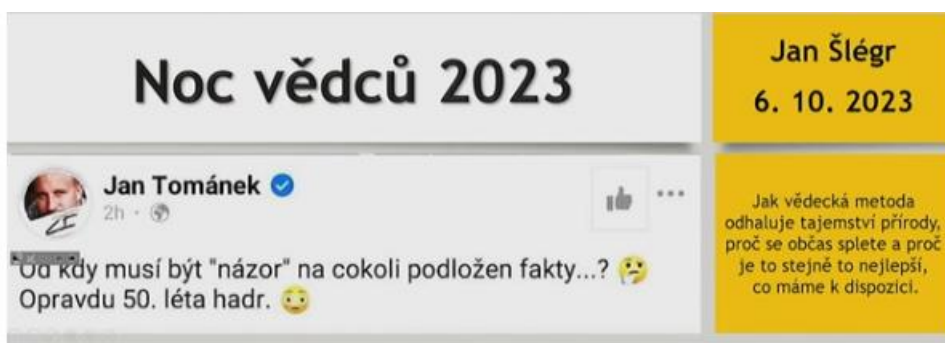 Noc vědců 2023
Jan Šlégr
6. 10. 2023
Jan Tománek
2h
Od kdy musí být "názor" na cokoli podložen fakty...? 🤔
Opravdu 50. léta hadr. 😳
Jak vědecká metoda
odhaluje tajemství přírody,
proč se občas splete a proč
je to stejně to nejlepší,
co máme k dispozici.